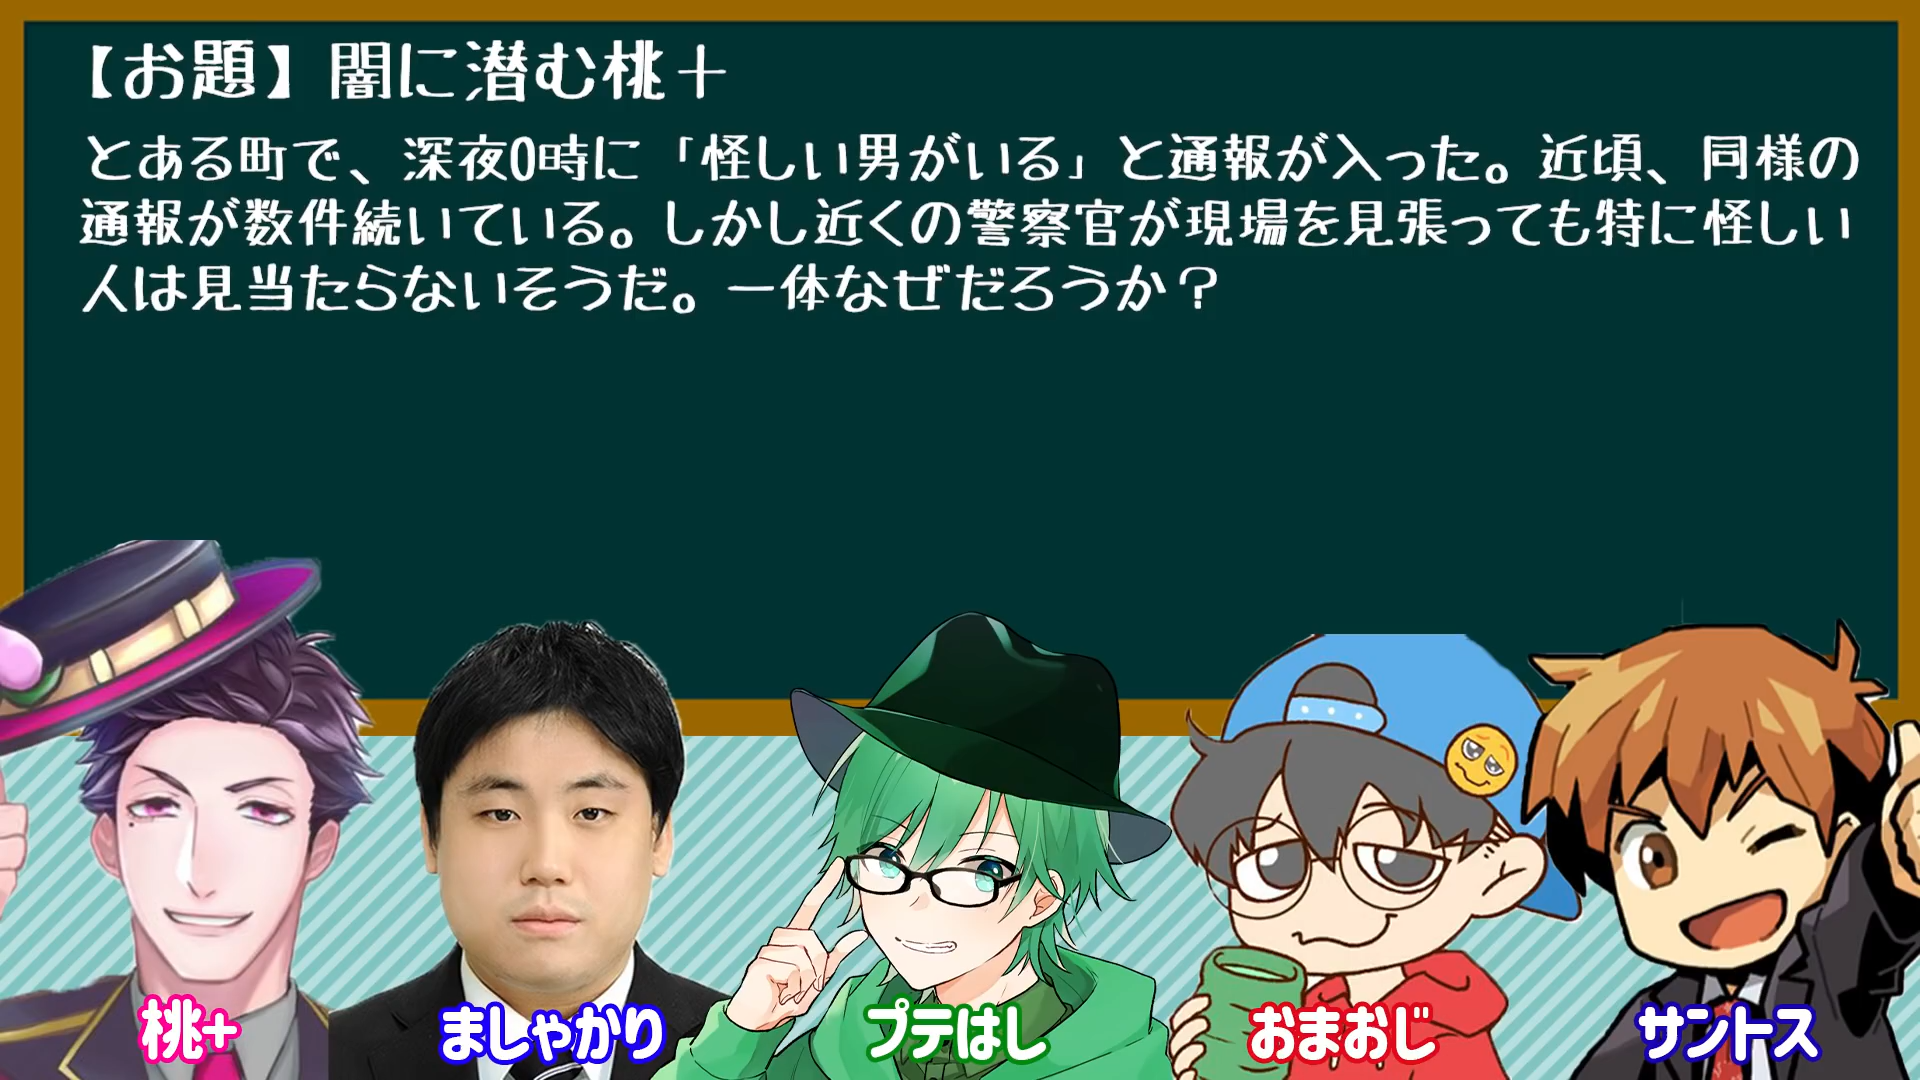 【お題】闇に潜む桃＋
とある町で、深夜0時に「怪しい男がいる」と通報が入った。近頃、同様の
通報が数件続いている。しかし近くの警察官が現場を見張っても特に怪しい
人は見当たらないそうだ。一体なぜだろうか？
桃+
ましゃかり
プテはし
おまおじ
サントス